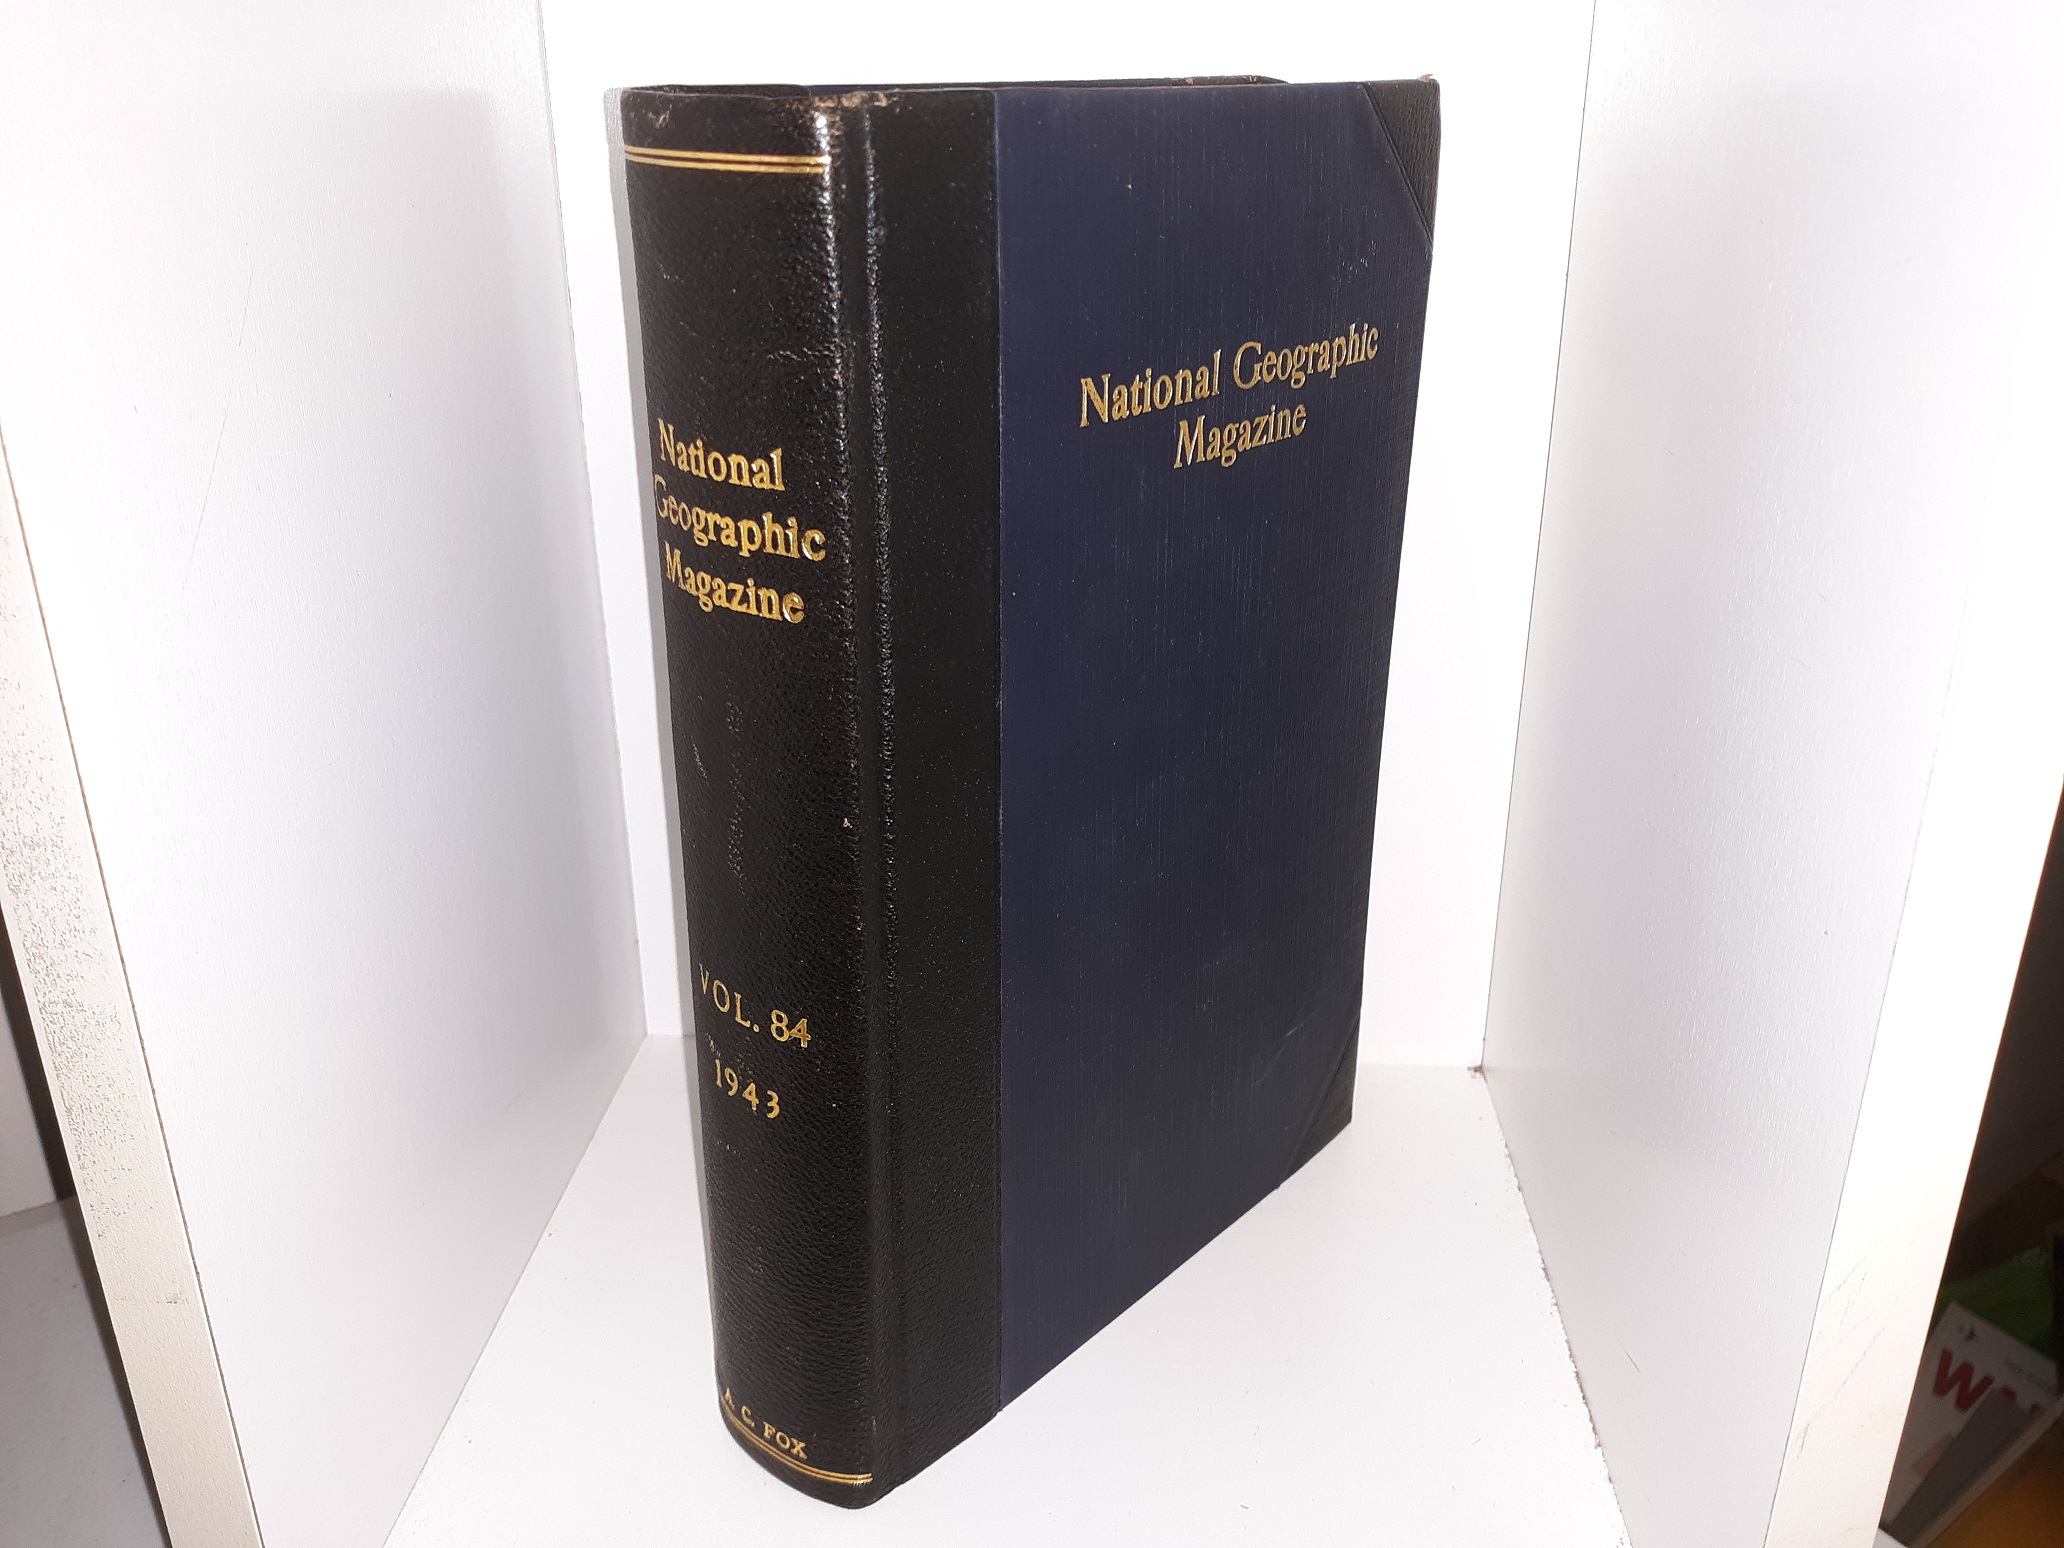 National
Geographic
Magazine
VOL. 84
1943
A. C. FOX
National Geographic
Magazine